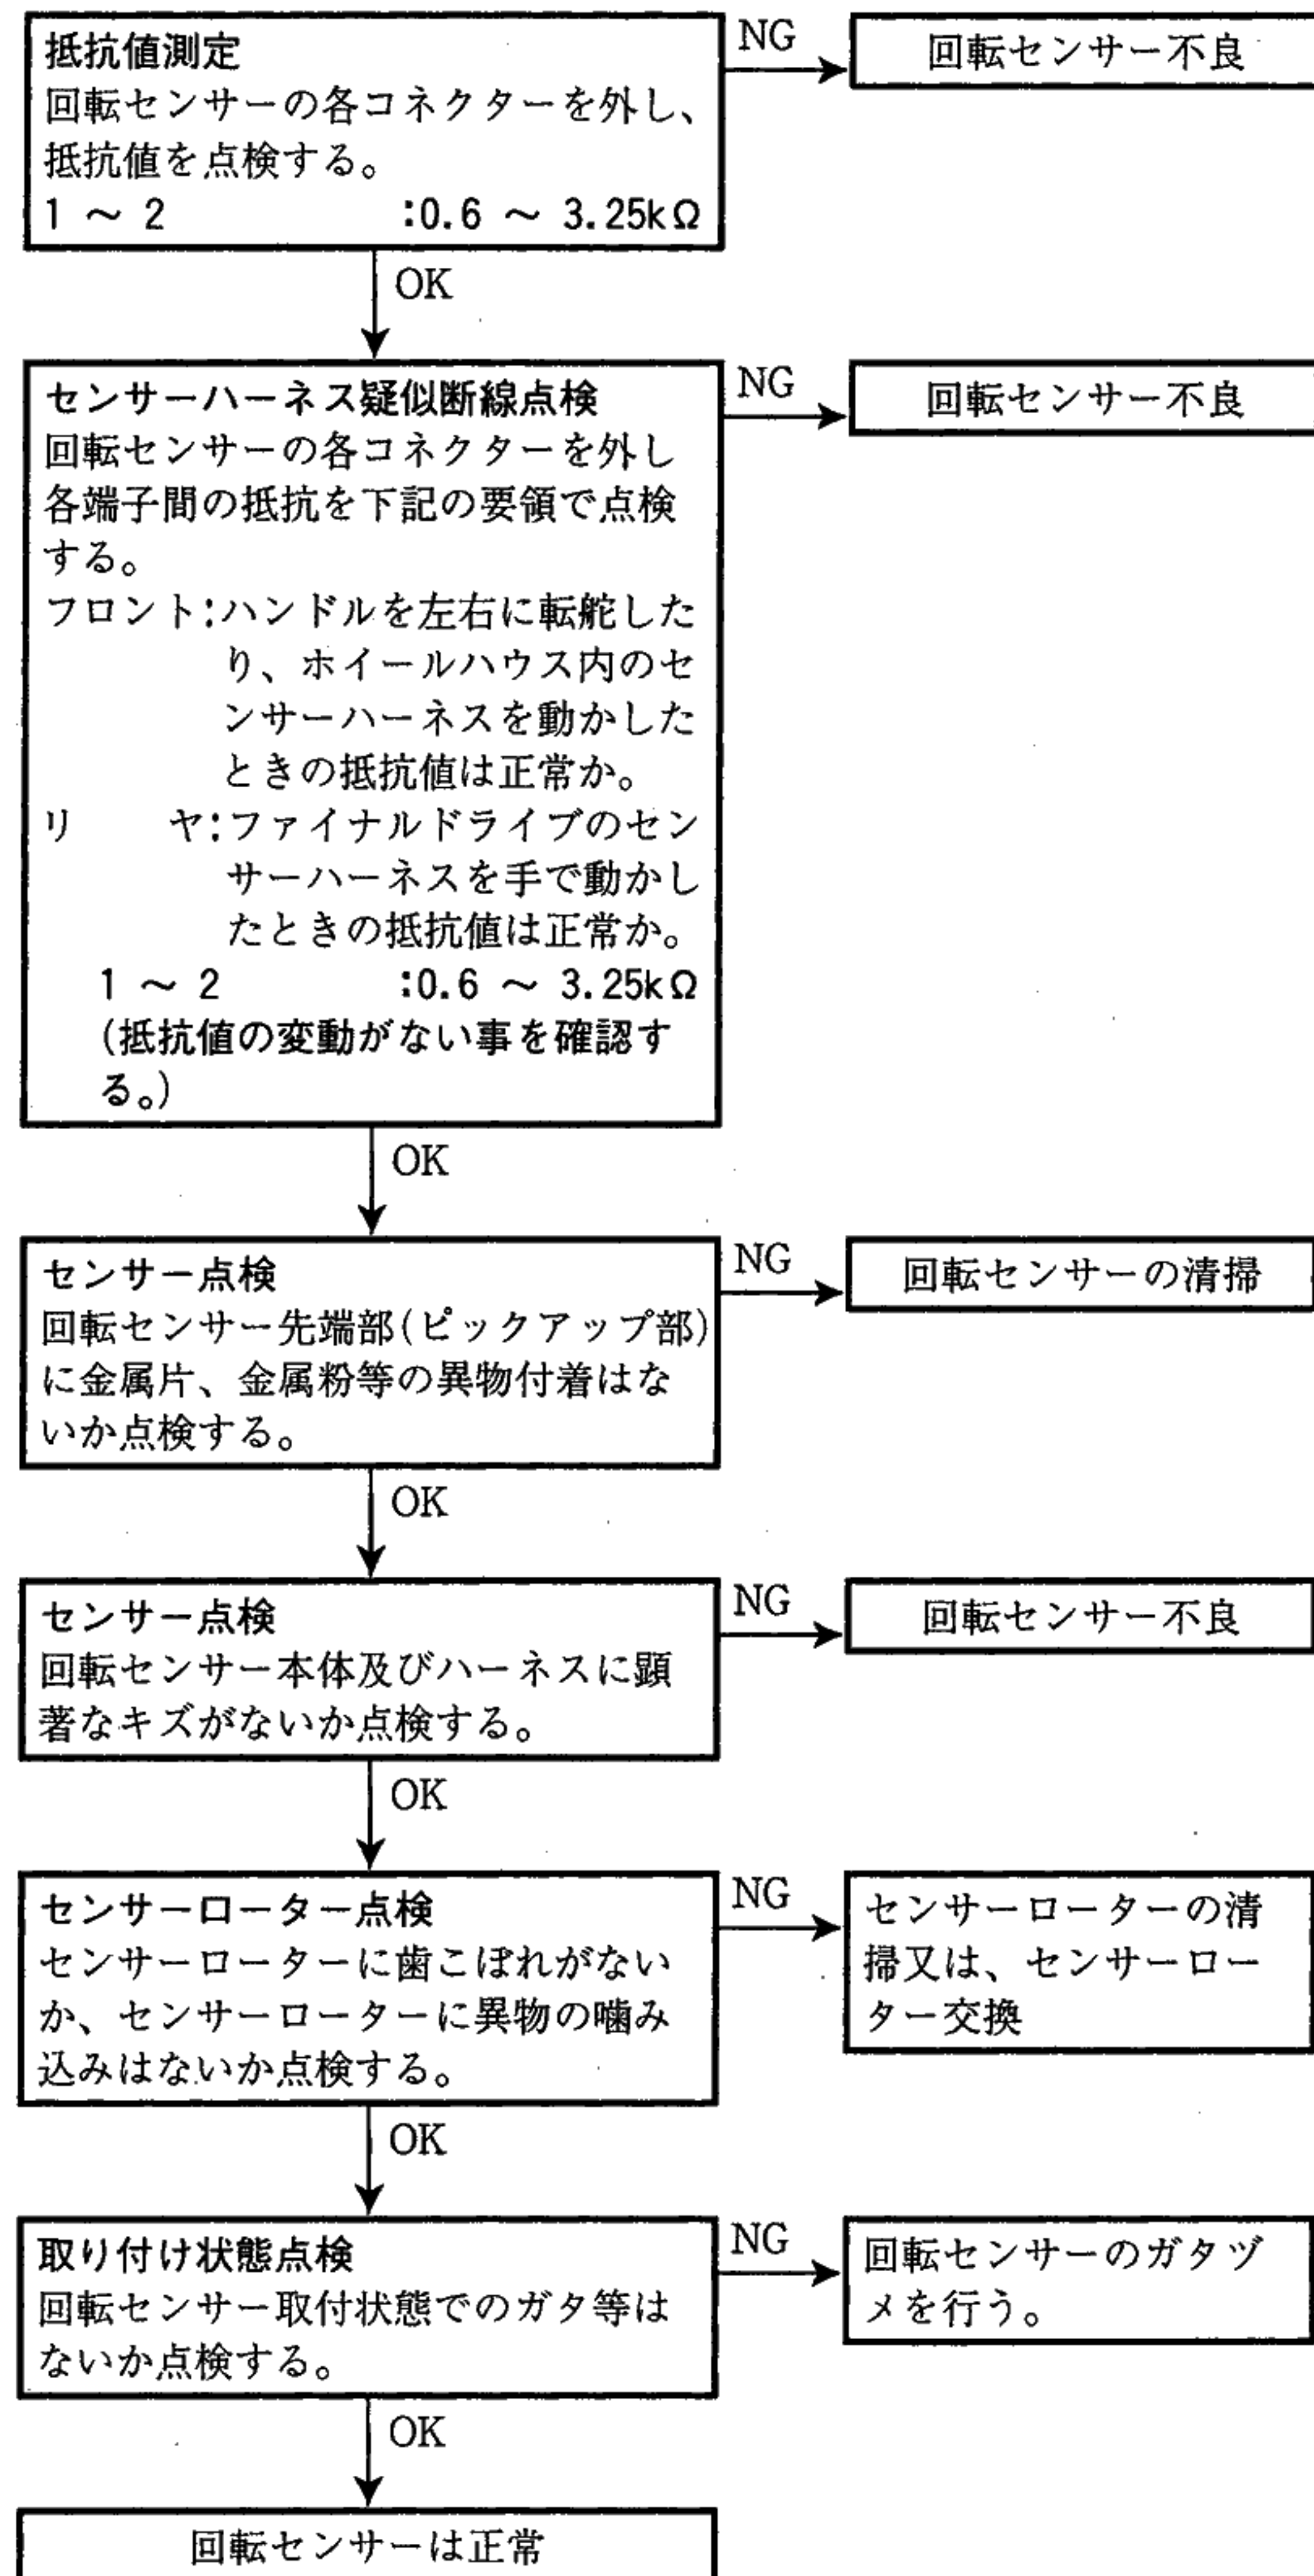 抵抗値測定
回転センサーの各コネクターを外し、
抵抗値を点検する。
1 ～ 2 :0.6 ～ 3.25kΩ
NG
回転センサー不良
OK
センサーハーネス疑似断線点検
回転センサーの各コネクターを外し
各端子間の抵抗を下記の要領で点検
する。
フロント:ハンドルを左右に転舵した
り、ホイールハウス内のセ
ンサーハーネスを動かした
ときの抵抗値は正常か。
リ ヤ:ファイナルドライブのセン
サーハーネスを手で動かし
たときの抵抗値は正常か。
1 ～ 2 :0.6 ～ 3.25kΩ
(抵抗値の変動がない事を確認す
る。)
NG
回転センサー不良
OK
センサー点検
回転センサー先端部(ピックアップ部)
に金属片、金属粉等の異物付着はな
いか点検する。
NG
回転センサーの清掃
OK
センサー点検
回転センサー本体及びハーネスに顕
著なキズがないか点検する。
NG
回転センサー不良
OK
センサーローター点検
センサーローターに歯こぼれがない
か、センサーローターに異物の噛み
込みはないか点検する。
NG
センサーローターの清
掃又は、センサーロー
ター交換
OK
取り付け状態点検
回転センサー取付状態でのガタ等は
ないか点検する。
NG
回転センサーのガタヅ
メを行う。
OK
回転センサーは正常